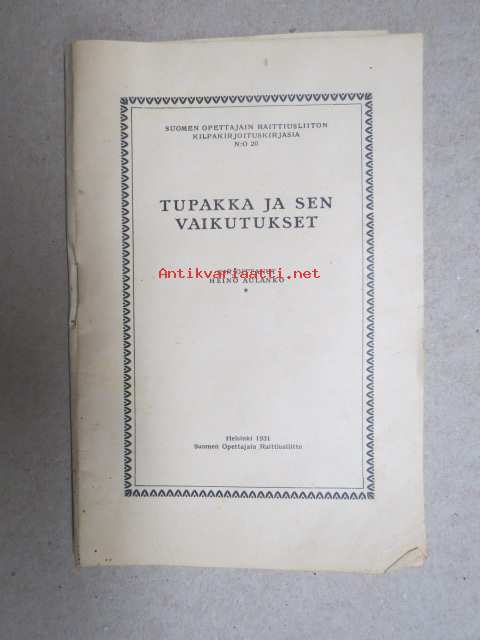 SUOMEN OPETTAJAIN RAITTIUSLIITON
KILPAKIRJOITUSKIRJASIA
N:O 20
TUPAKKA JA SEN
VAIKUTUKSET
Antikvariaatti.net
HEINO AULANKO
Helsinki 1931
Suomen Opettajain Raittiusliitto